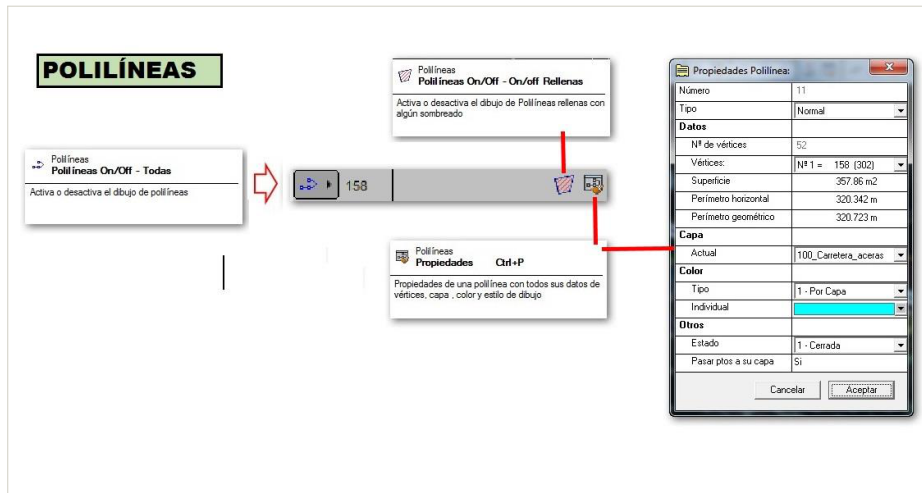 POLILÍNEAS
Polilíneas
Polilíneas On/Off - On/off Rellenas
Activa o desactiva el dibujo de Polilíneas rellenas con
algún sombreado
Polilíneas
Polilíneas On/Off - Todas
Activa o desactiva el dibujo de polilíneas
158
Polilíneas
Propiedades Ctrl+P
Propiedades de una polilínea con todos sus datos de
vértices, capa , color y estilo de dibujo
Propiedades Polilínea:
Número 11
Tipo Normal
Datos
Nº de vértices 52
Vértices: Nº 1 = 158 (302)
Superficie 357.86 m2
Perímetro horizontal 320.342 m
Perímetro geométrico 320.723 m
Capa
Actual 100_Carretera_aceras
Color
Tipo 1 - Por Capa
Individual
Otros
Estado 1 - Cerrada
Pasar ptos a su capa Si
Cancelar Aceptar